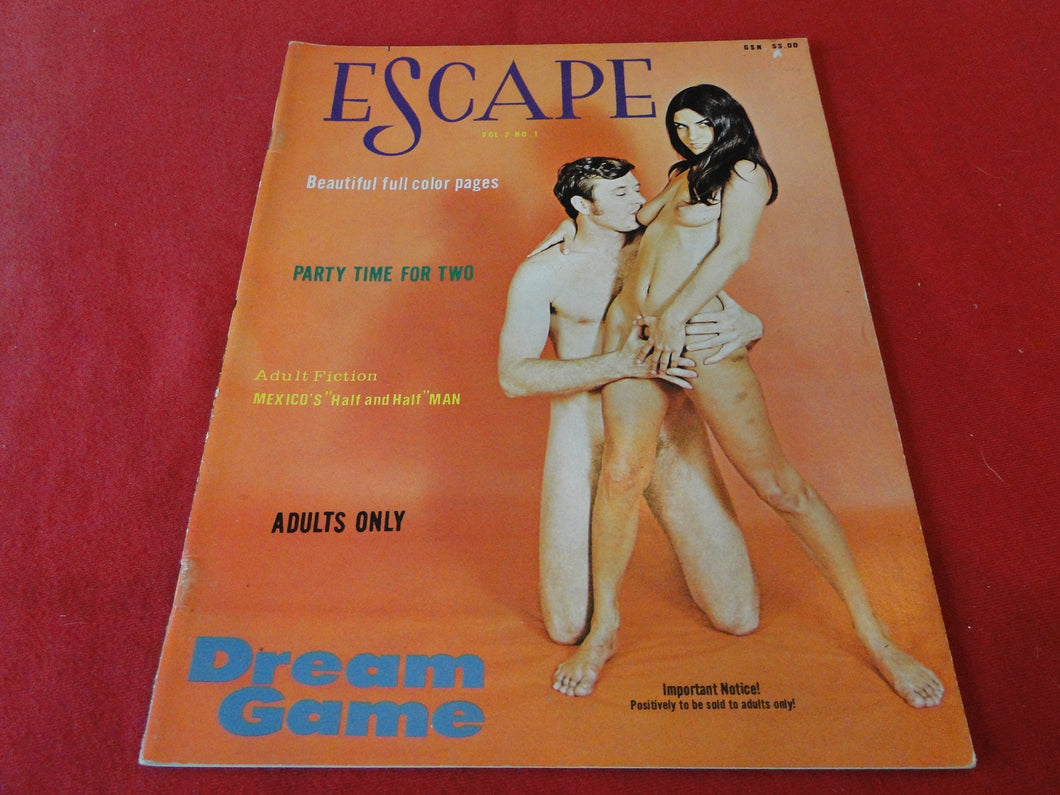 GSN $3.00
ESCAPE
VOL. 2 NO. 1
Beautiful full color pages
PARTY TIME FOR TWO
Adult Fiction
MEXICO'S "Half and Half" MAN
ADULTS ONLY
Dream
Game
Important Notice!
Positively to be sold to adults only!